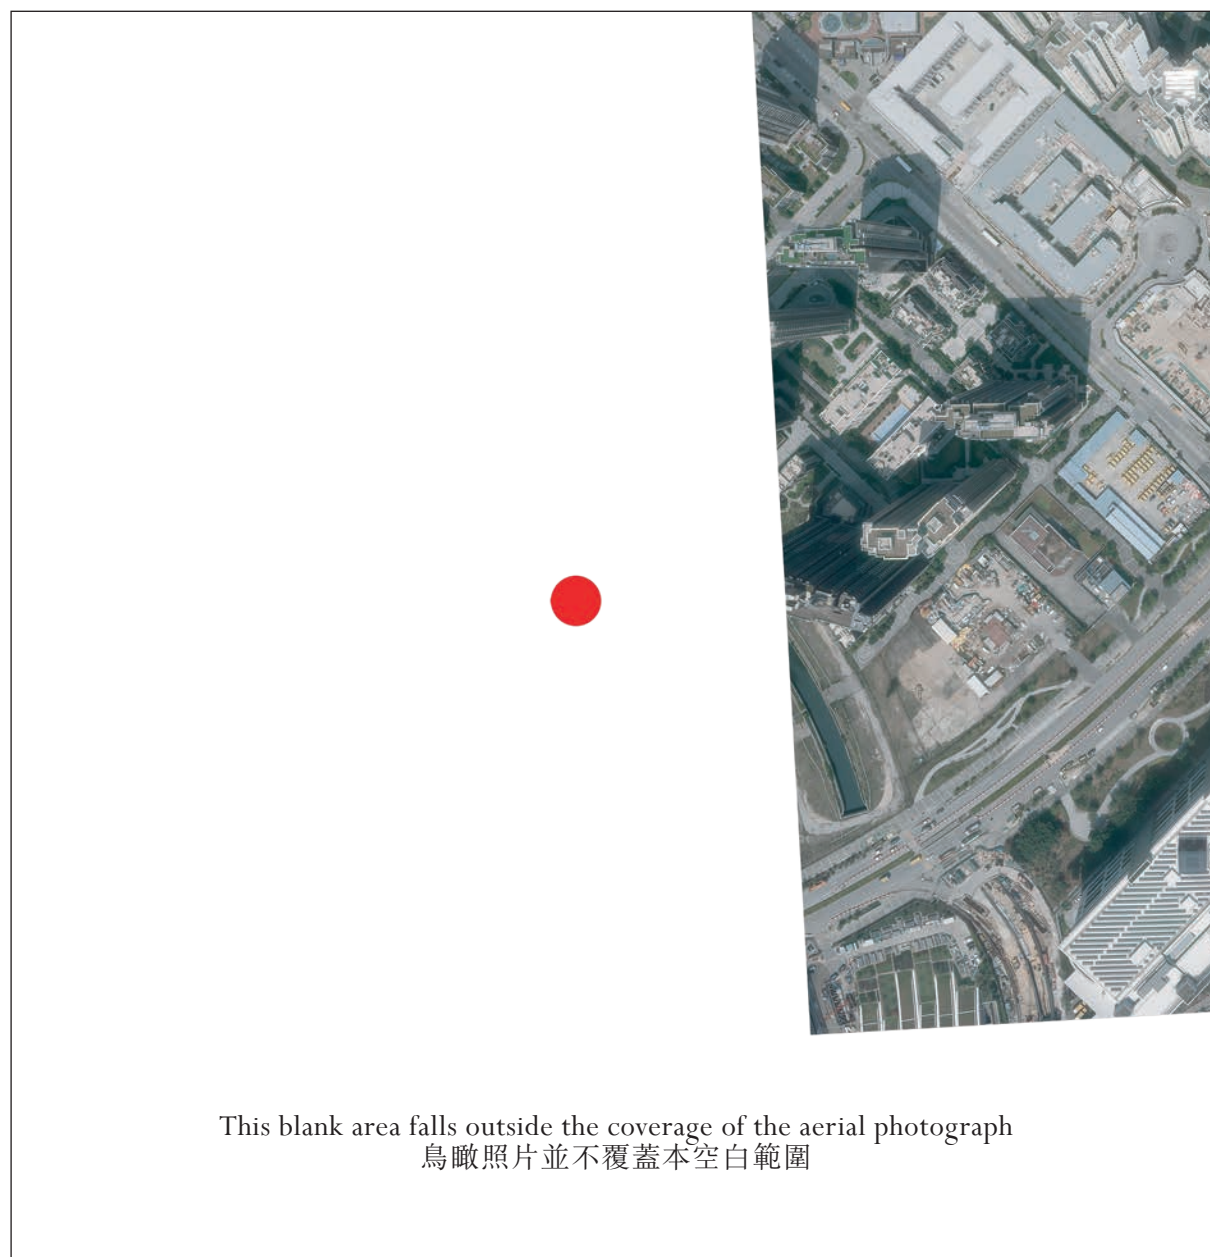 This blank area falls outside the coverage of the aerial photograph
鳥瞰照片並不覆蓋本空白範圍